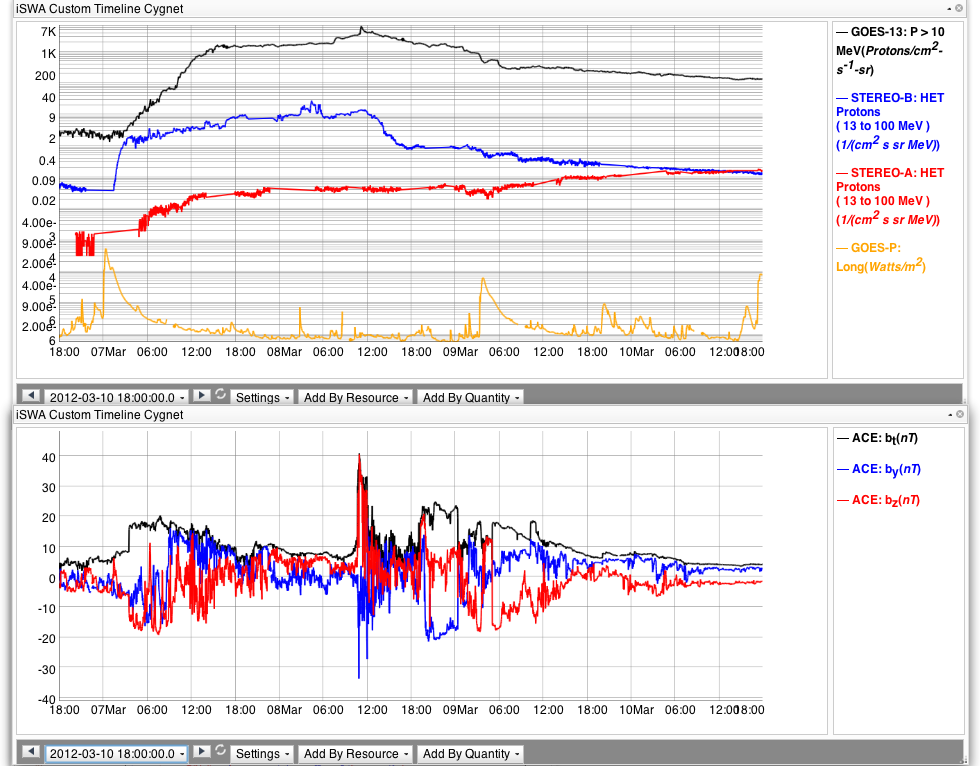 iSWA Custom Timeline Cygnet
7K
1K
200
40
9
2
0.4
0.09
0.02
4.00e-
3
9.00e-
4
2.00e-
4
4.00e-
5
9.00e-
6
2.00e-
6
18:00 07Mar 06:00 12:00 18:00 08Mar 06:00 12:00 18:00 09Mar 06:00 12:00 18:00 10Mar 06:00 12:00 18:00
— GOES-13: P > 10
MeV(Protons/cm2-
s-1-sr)
— STEREO-B: HET
Protons
( 13 to 100 MeV )
(1/(cm2 s sr MeV))
— STEREO-A: HET
Protons
( 13 to 100 MeV )
(1/(cm2 s sr MeV))
— GOES-P:
Long(Watts/m2)
2012-03-10 18:00:00.0 Settings Add By Resource Add By Quantity
iSWA Custom Timeline Cygnet
40
30
20
10
0
-10
-20
-30
-40
18:00 07Mar 06:00 12:00 18:00 08Mar 06:00 12:00 18:00 09Mar 06:00 12:00 18:00 10Mar 06:00 12:00 18:00
— ACE: bt(nT)
— ACE: by(nT)
— ACE: bz(nT)
2012-03-10 18:00:00.0 Settings Add By Resource Add By Quantity